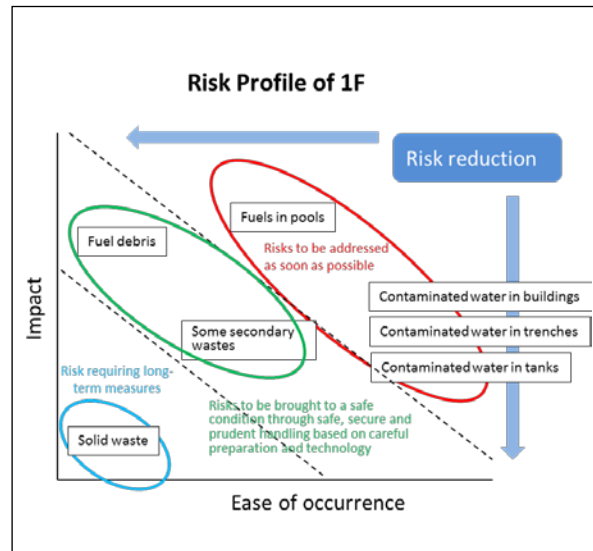 Risk Profile of 1F
Risk reduction
Fuels in pools
Fuel debris
Risks to be addressed
as soon as possible
Contaminated water in buildings
Contaminated water in trenches
Some secondary
wastes
Contaminated water in tanks
Impact
Risk requiring long-
term measures
Risks to be brought to a safe
condition through safe, secure and
prudent handling based on careful
preparation and technology
Solid waste
Ease of occurrence